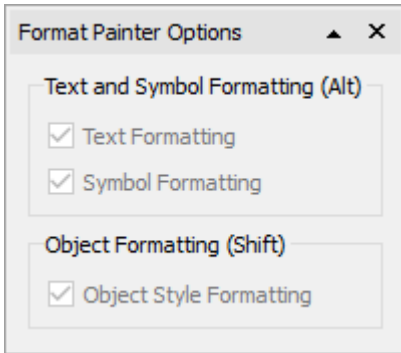 Format Painter Options
Text and Symbol Formatting (Alt)
Text Formatting
Symbol Formatting
Object Formatting (Shift)
Object Style Formatting